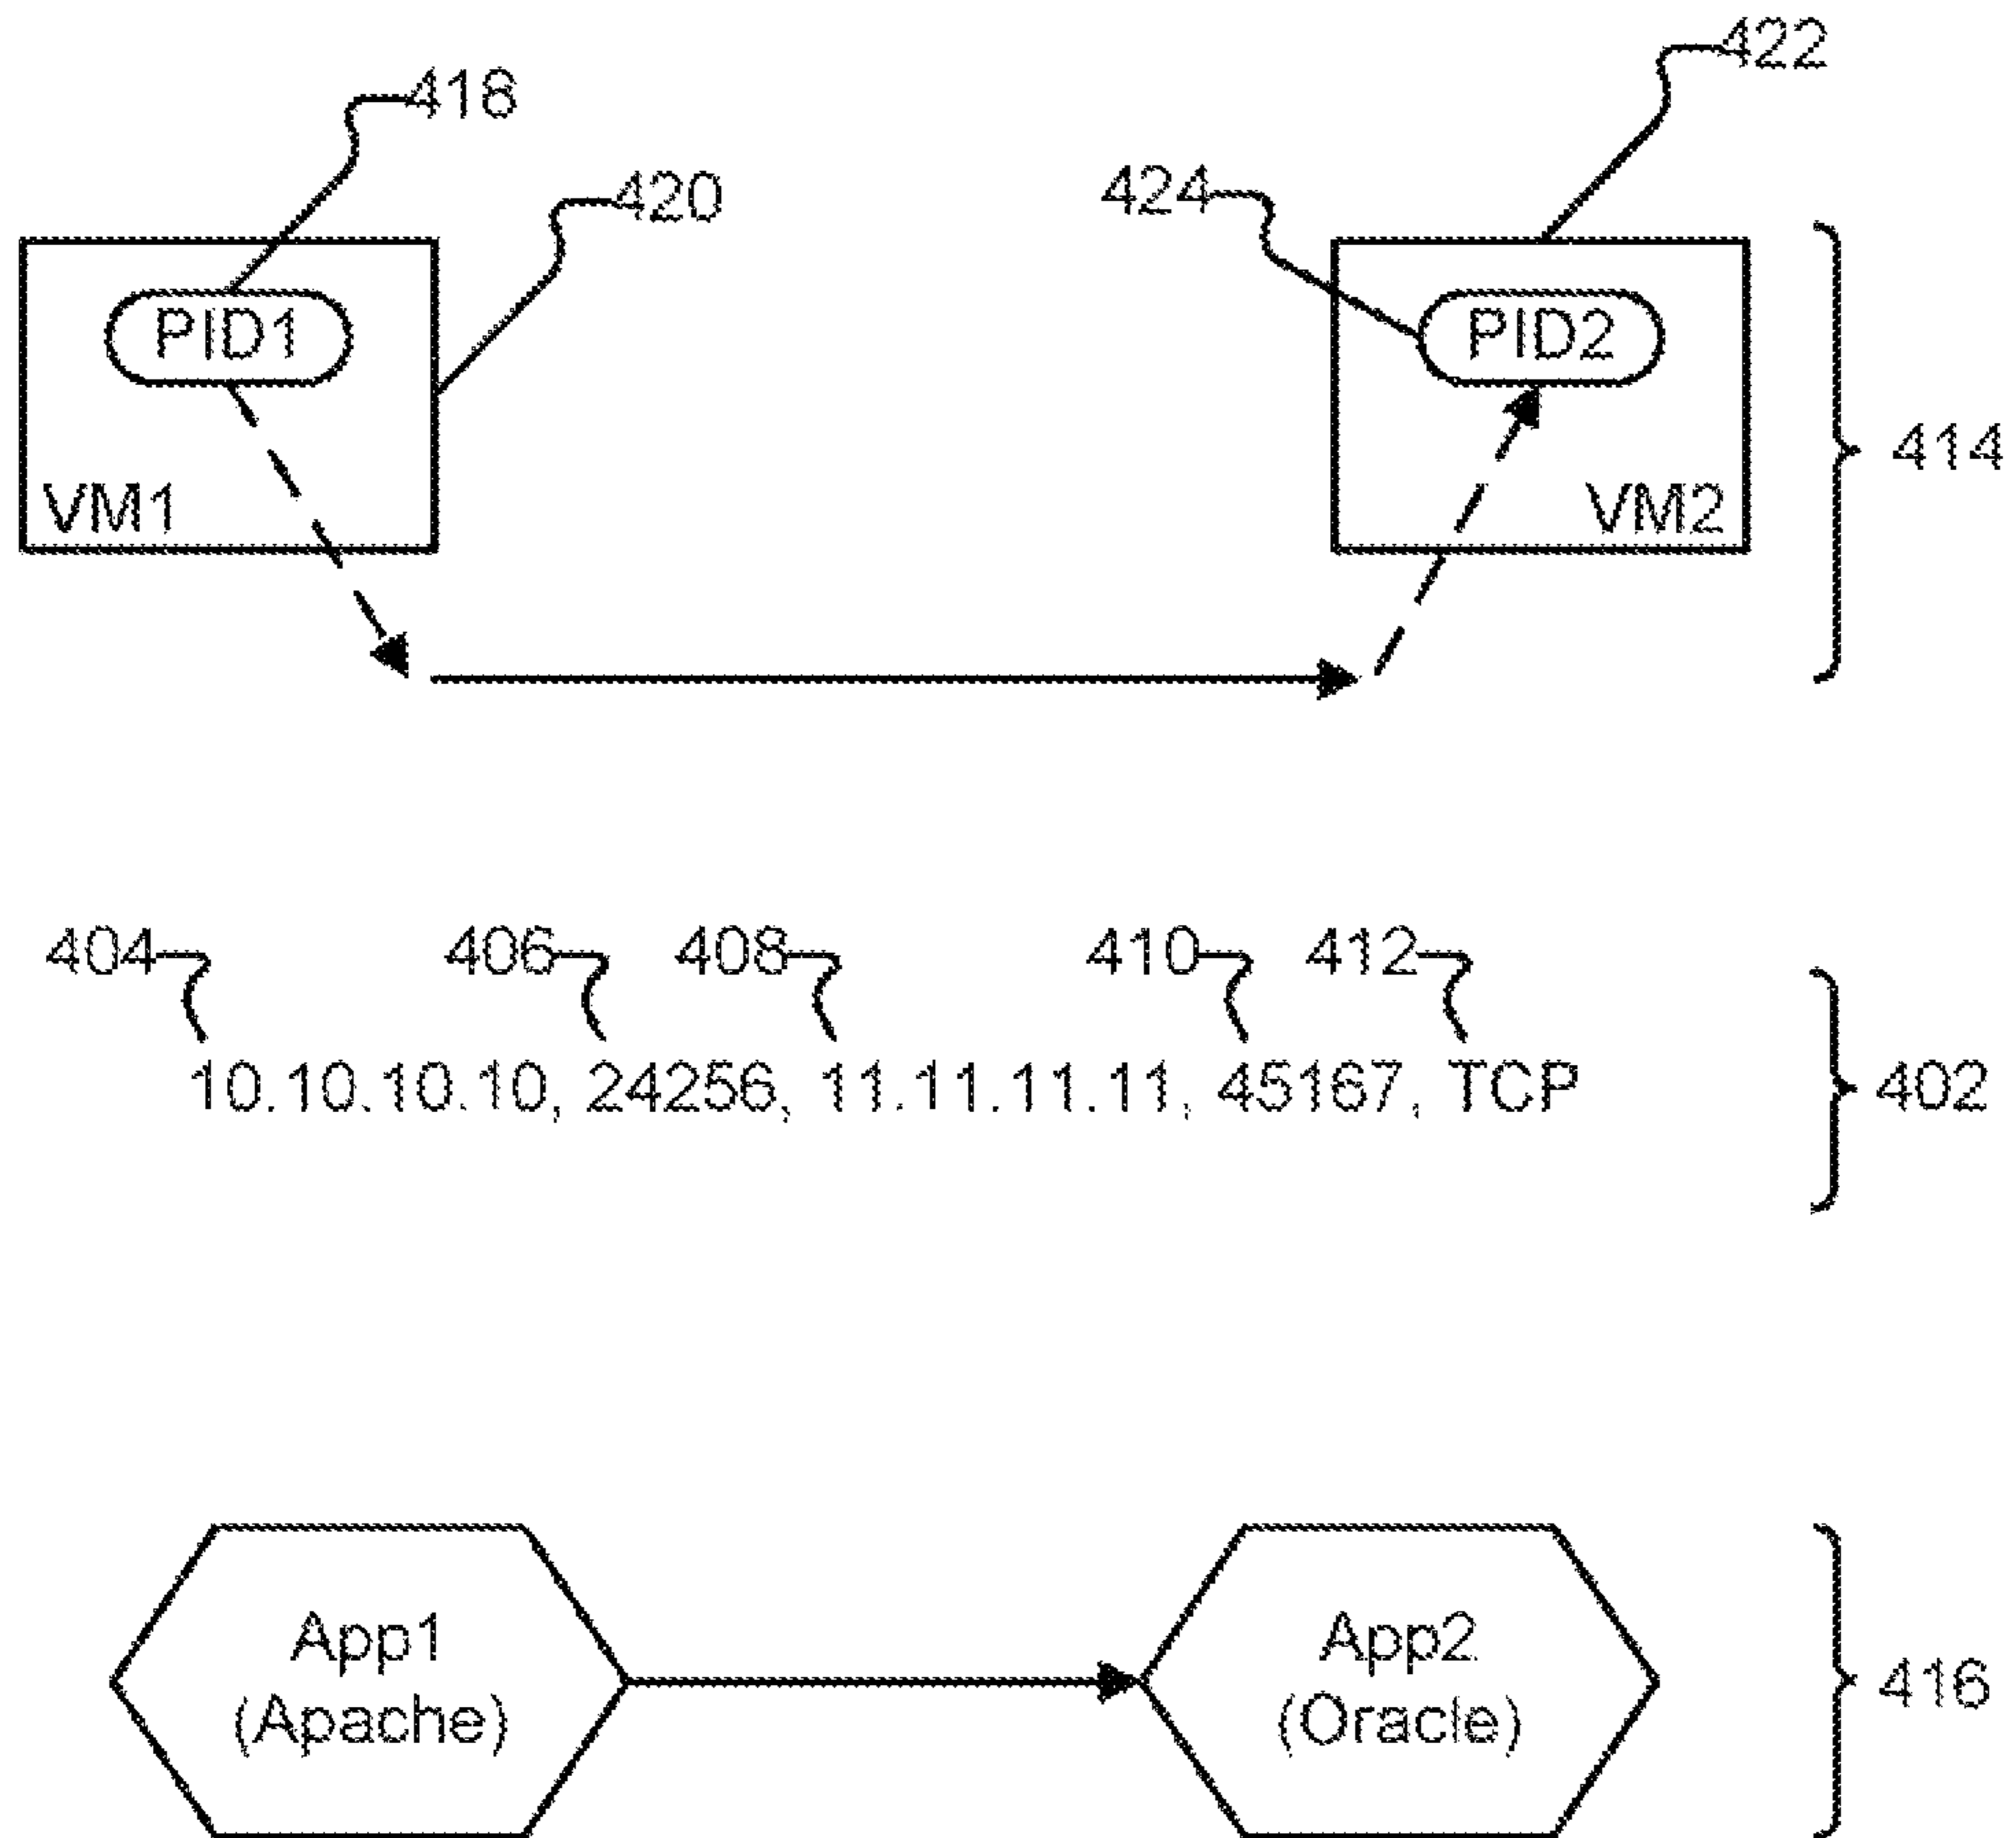 422
418
420
424
PID1
PID2
414
VM1
VM2
404 406 408 410 412
10.10.10.10, 24256, 11.11.11.11, 45167, TCP
402
App1
(Apache)
App2
(Oracle)
416